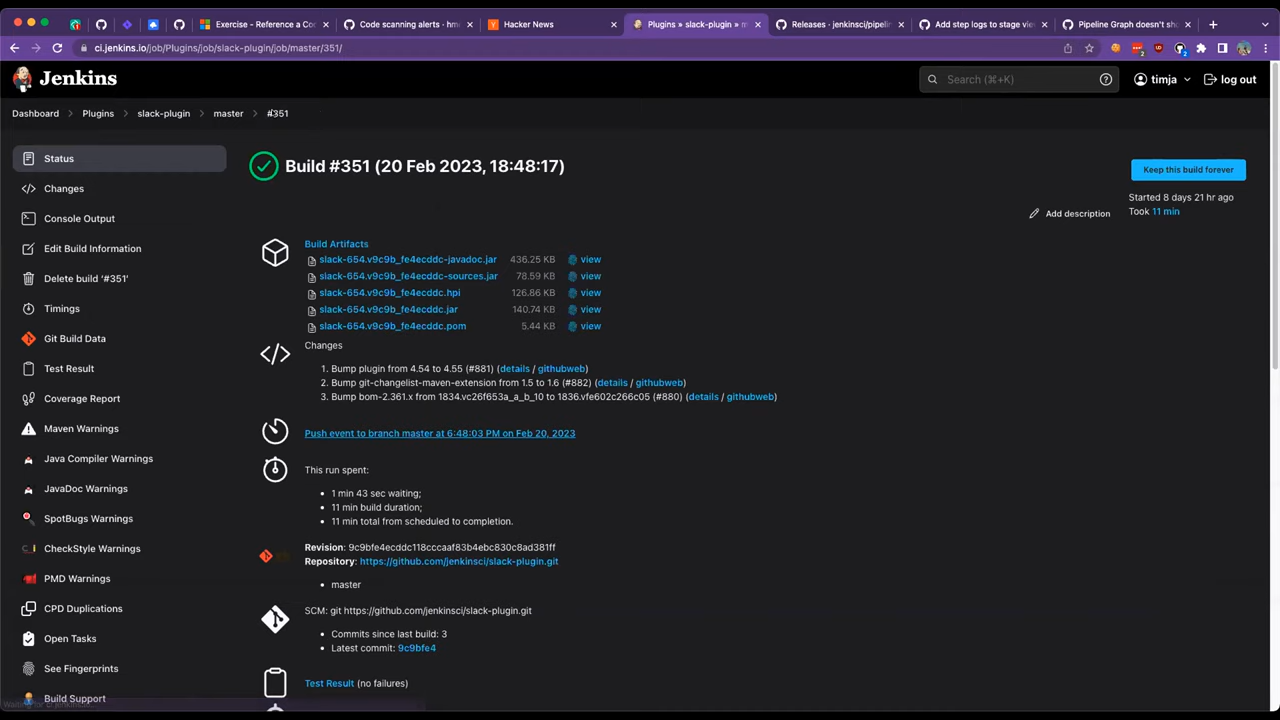 Exercise - Reference a Co
Code scanning alerts · hmc
Hacker News
Plugins » slack-plugin » m
Releases · jenkinsci/pipelin
Add step logs to stage view
Pipeline Graph doesn't sho
ci.jenkins.io/job/Plugins/job/slack-plugin/job/master/351/
Jenkins
Search (⌘+K)
timja
log out
Dashboard
Plugins
slack-plugin
master
#351
Status
Changes
Console Output
Edit Build Information
Delete build '#351'
Timings
Git Build Data
Test Result
Coverage Report
Maven Warnings
Java Compiler Warnings
JavaDoc Warnings
SpotBugs Warnings
CheckStyle Warnings
PMD Warnings
CPD Duplications
Open Tasks
See Fingerprints
Build Support
Build #351 (20 Feb 2023, 18:48:17)
Keep this build forever
Started 8 days 21 hr ago
Took 11 min
Add description
Build Artifacts
slack-654.v9c9b_fe4ecddc-javadoc.jar 436.25 KB view
slack-654.v9c9b_fe4ecddc-sources.jar 78.59 KB view
slack-654.v9c9b_fe4ecddc.hpi 126.86 KB view
slack-654.v9c9b_fe4ecddc.jar 140.74 KB view
slack-654.v9c9b_fe4ecddc.pom 5.44 KB view
Changes
1. Bump plugin from 4.54 to 4.55 (#881) (details / githubweb)
2. Bump git-changelist-maven-extension from 1.5 to 1.6 (#882) (details / githubweb)
3. Bump bom-2.361.x from 1834.vc26f653a_a_b_10 to 1836.vfe602c266c05 (#880) (details / githubweb)
Push event to branch master at 6:48:03 PM on Feb 20, 2023
This run spent:
• 1 min 43 sec waiting;
• 11 min build duration;
• 11 min total from scheduled to completion.
Revision: 9c9bfe4ecddc118cccaaf83b4ebc830c8ad381ff
Repository: https://github.com/jenkinsci/slack-plugin.git
• master
SCM: git https://github.com/jenkinsci/slack-plugin.git
• Commits since last build: 3
• Latest commit: 9c9bfe4
Test Result (no failures)